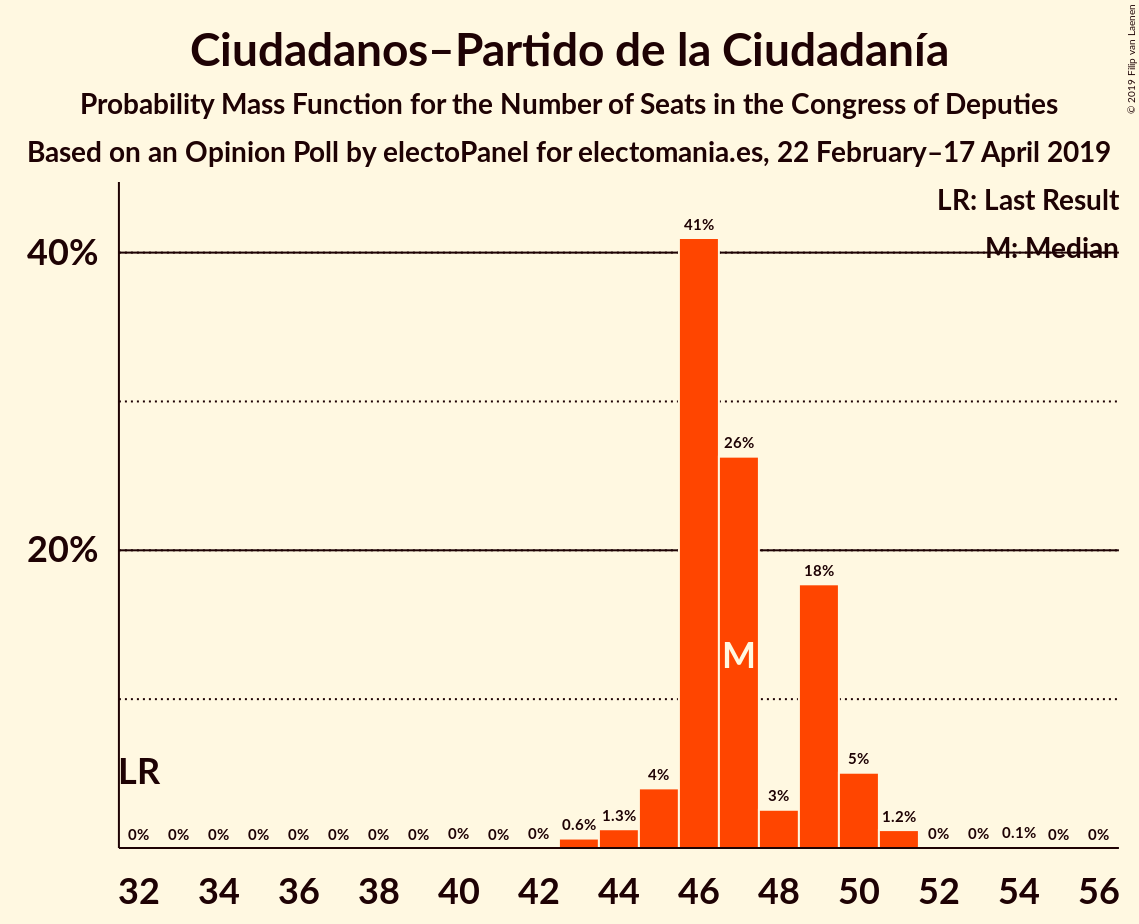 Ciudadanos–Partido de la Ciudadanía
Probability Mass Function for the Number of Seats in the Congress of Deputies
Based on an Opinion Poll by electoPanel for electomania.es, 22 February–17 April 2019
© 2019 Filip van Laenen
LR: Last Result
M: Median
40%
20%
41%
26%
18%
M
LR
0% 0% 0% 0% 0% 0% 0% 0% 0% 0% 0% 0.6% 1.3% 4% 3% 5% 1.2% 0% 0% 0.1% 0% 0%
32 34 36 38 40 42 44 46 48 50 52 54 56